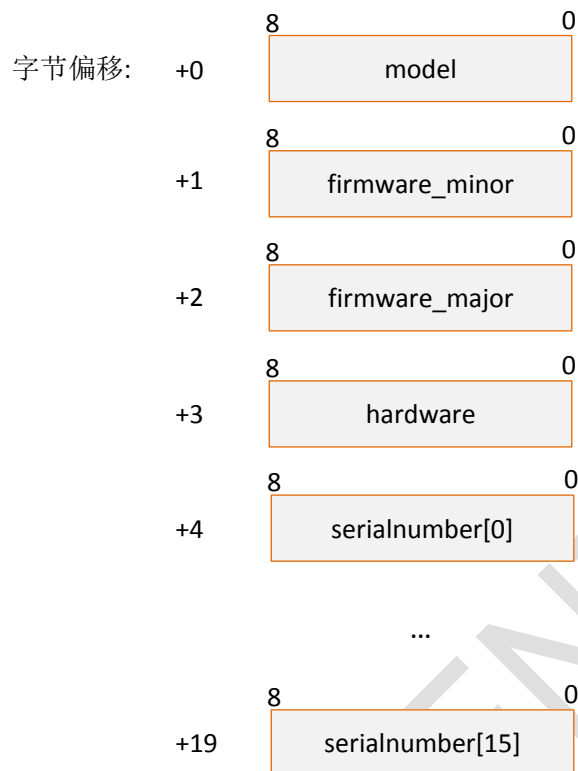 8 0
字节偏移: +0 model
8 0
+1 firmware_minor
8 0
+2 firmware_major
8 0
+3 hardware
8 0
+4 serialnumber[0]
...
8 0
+19 serialnumber[15]